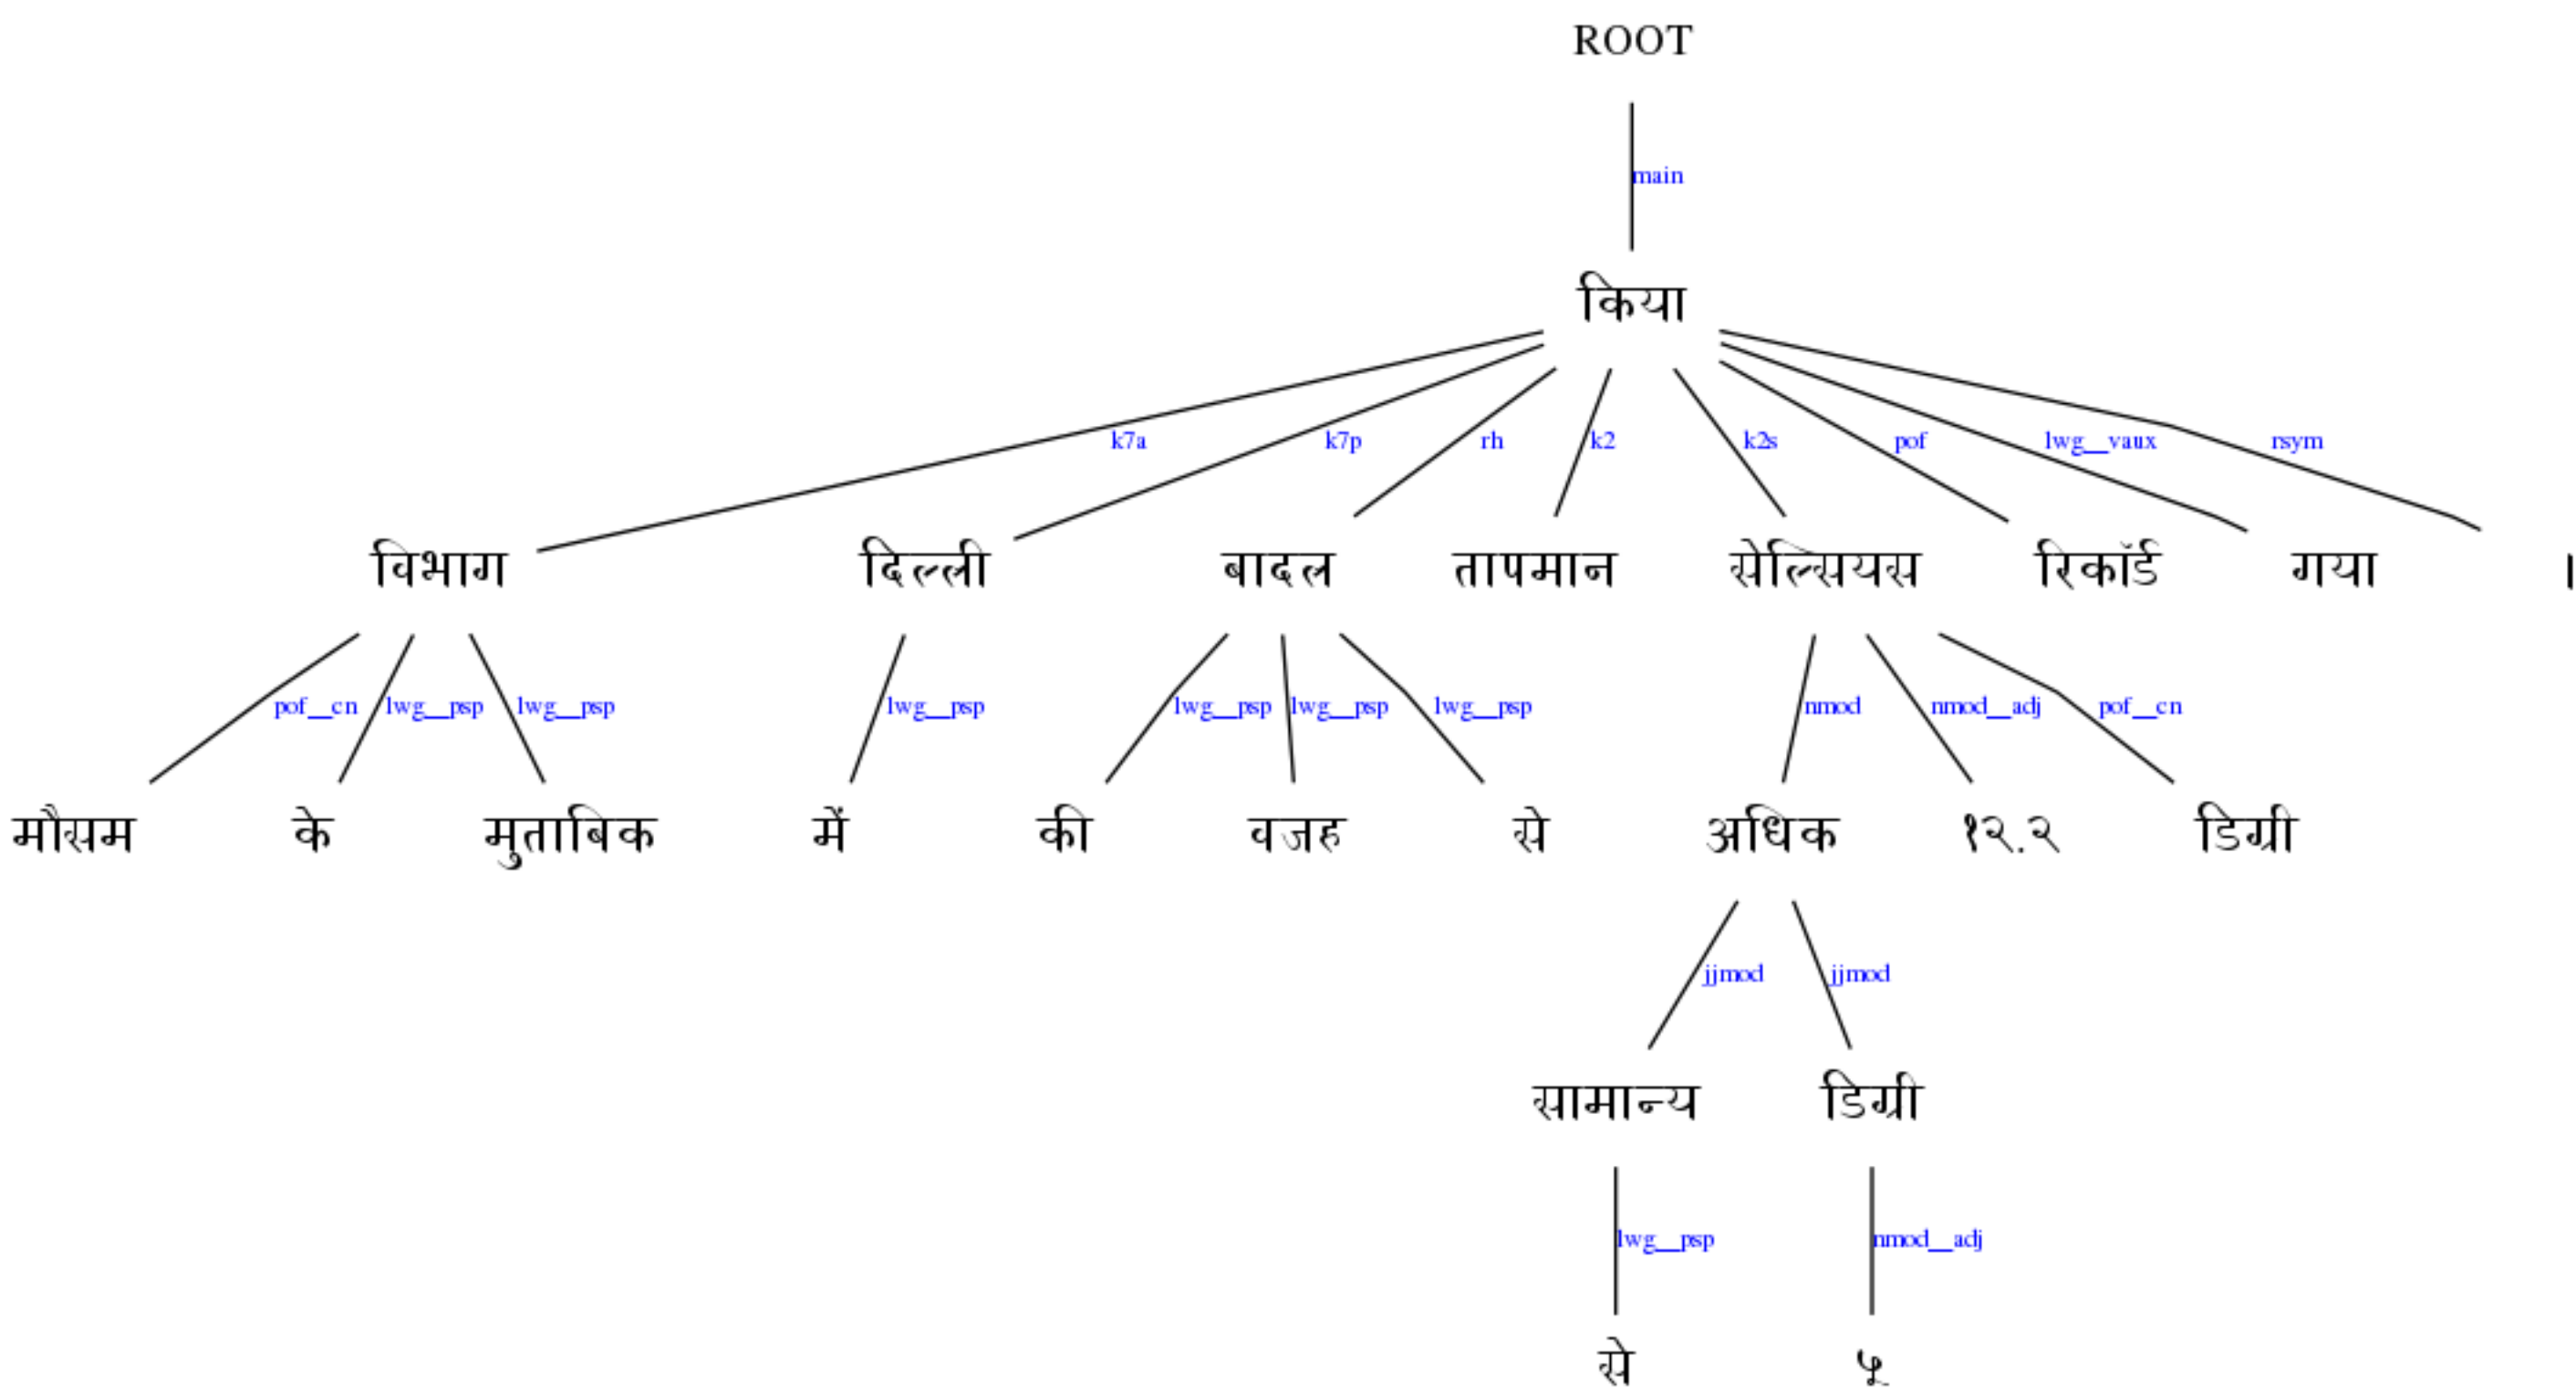 ROOT
main
किया
k7a k7p rh k2 k2s pof lwg__vaux rsym
विभाग दिल्ली बादल तापमान सेल्सियस रिकॉर्ड गया ।
pof__cn lwg__psp lwg__psp lwg__psp lwg__psp lwg__psp lwg__psp nmod nmod__adj pof__cn
मौसम के मुताबिक में की वजह से अधिक १२.२ डिग्री
jjmod jjmod
सामान्य डिग्री
lwg__psp nmod__adj
से ५